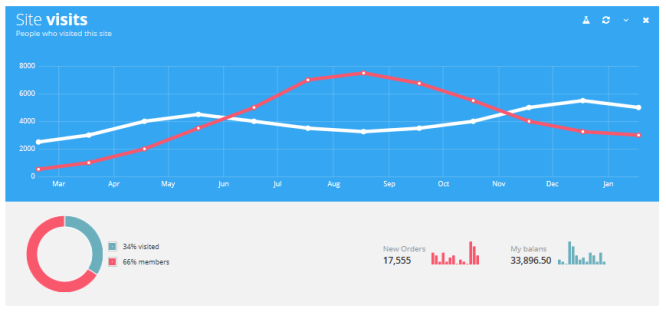 Site visits
People who visited this site
8000
6000
4000
2000
0
Mar Apr May Jun Jul Aug Sep Oct Nov Dec Jan
34% visited
66% members
New Orders
17,555
My balans
33,896.50